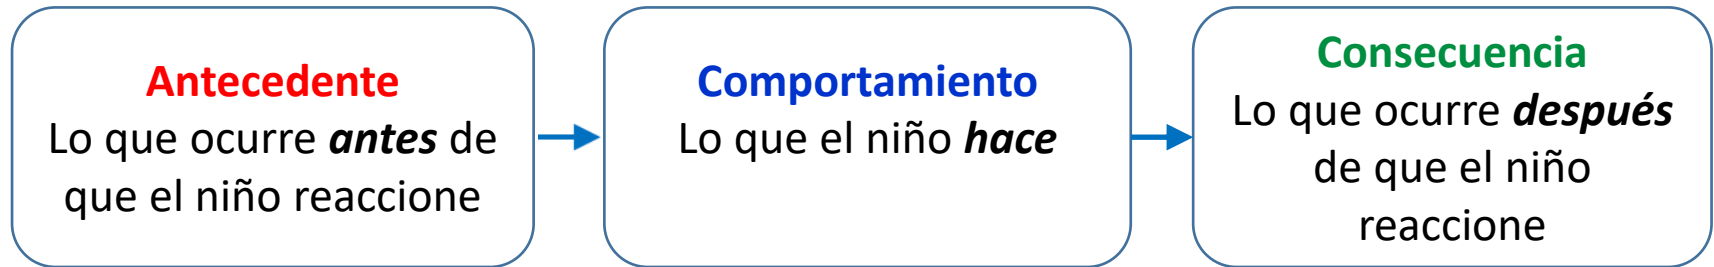 Antecedente
Lo que ocurre antes de
que el niño reaccione
Comportamiento
Lo que el niño hace
Consecuencia
Lo que ocurre después
de que el niño
reaccione